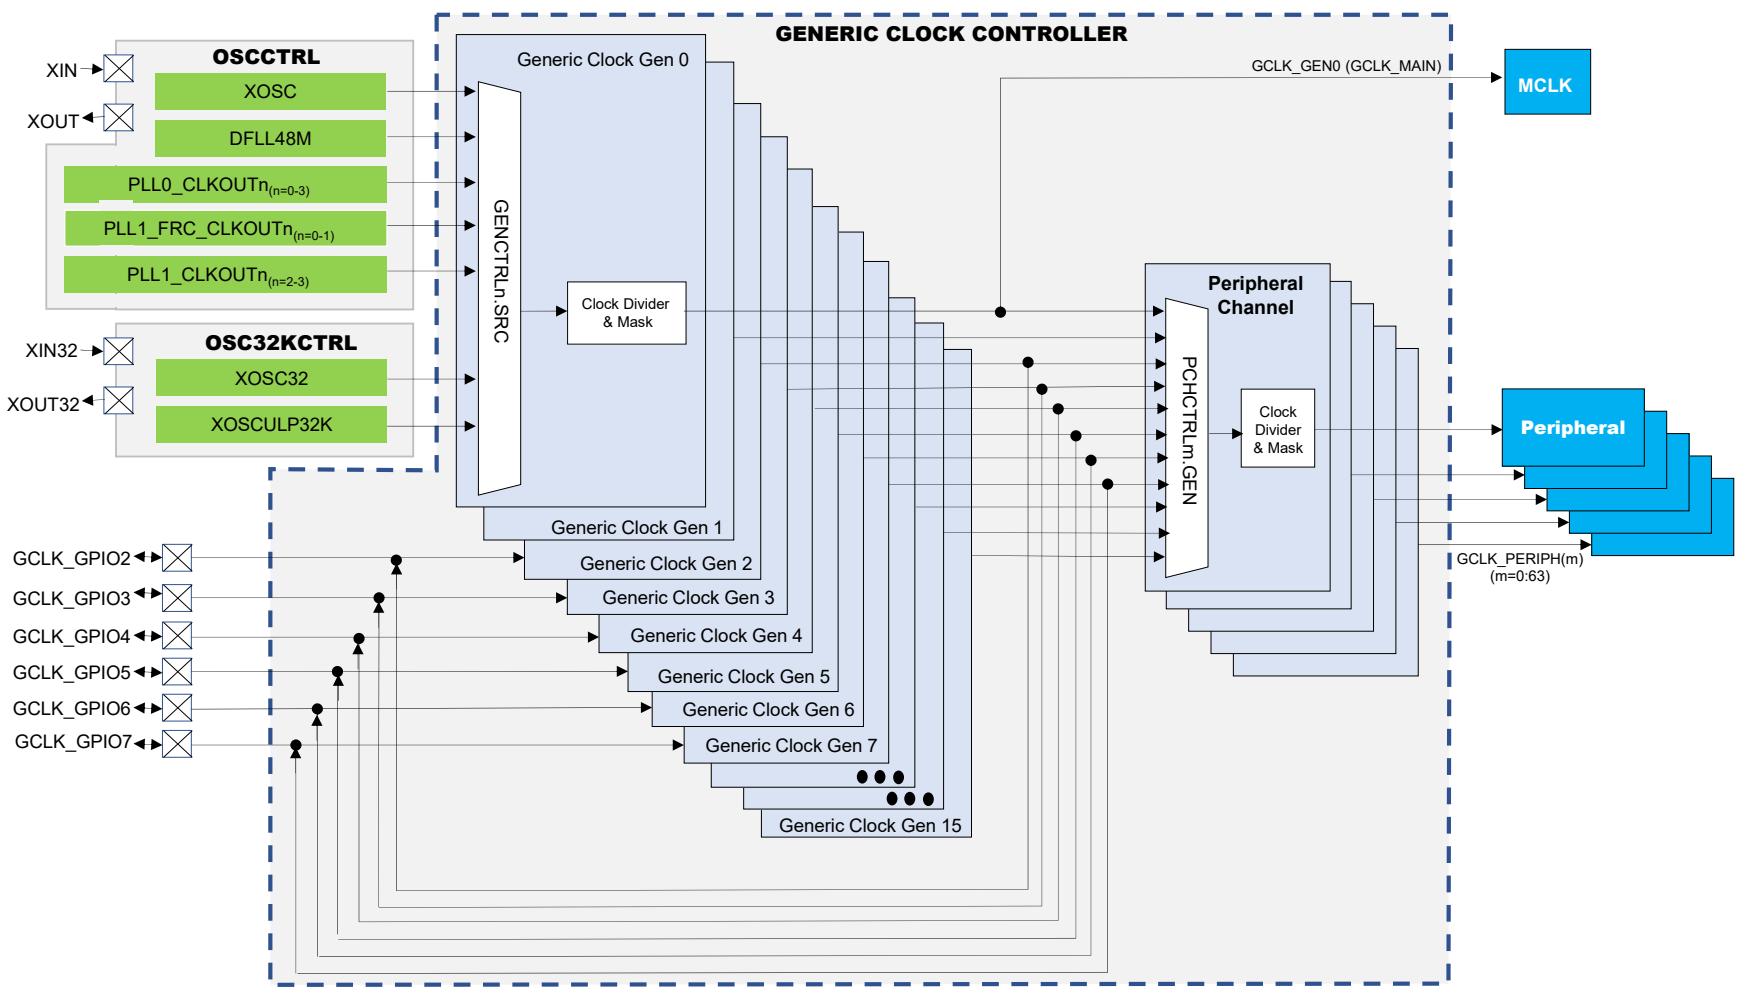 GENERIC CLOCK CONTROLLER
OSCCTRL
XIN
XOUT
XOSC
DFLL48M
PLL0_CLKOUTn(n=0-3)
PLL1_FRC_CLKOUTn(n=0-1)
PLL1_CLKOUTn(n=2-3)
OSC32KCTRL
XIN32
XOUT32
XOSC32
XOSCULP32K
Generic Clock Gen 0
GENCTRLn.SRC
Clock Divider
& Mask
Generic Clock Gen 1
Generic Clock Gen 2
Generic Clock Gen 3
Generic Clock Gen 4
Generic Clock Gen 5
Generic Clock Gen 6
Generic Clock Gen 7
Generic Clock Gen 15
GCLK_GPIO2
GCLK_GPIO3
GCLK_GPIO4
GCLK_GPIO5
GCLK_GPIO6
GCLK_GPIO7
GCLK_GEN0 (GCLK_MAIN)
MCLK
Peripheral
Channel
PCHCTRLm.GEN
Clock
Divider
& Mask
Peripheral
GCLK_PERIPH(m)
(m=0:63)